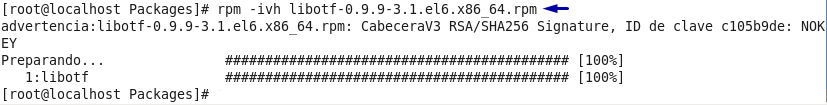 [root@localhost Packages]# rpm -ivh libotf-0.9.9-3.1.el6.x86_64.rpm
advertencia:libotf-0.9.9-3.1.el6.x86_64.rpm: CabeceraV3 RSA/SHA256 Signature, ID de clave c105b9de: NOK
EY
Preparando...               ########################################### [100%]
   1:libotf                 ########################################### [100%]
[root@localhost Packages]#